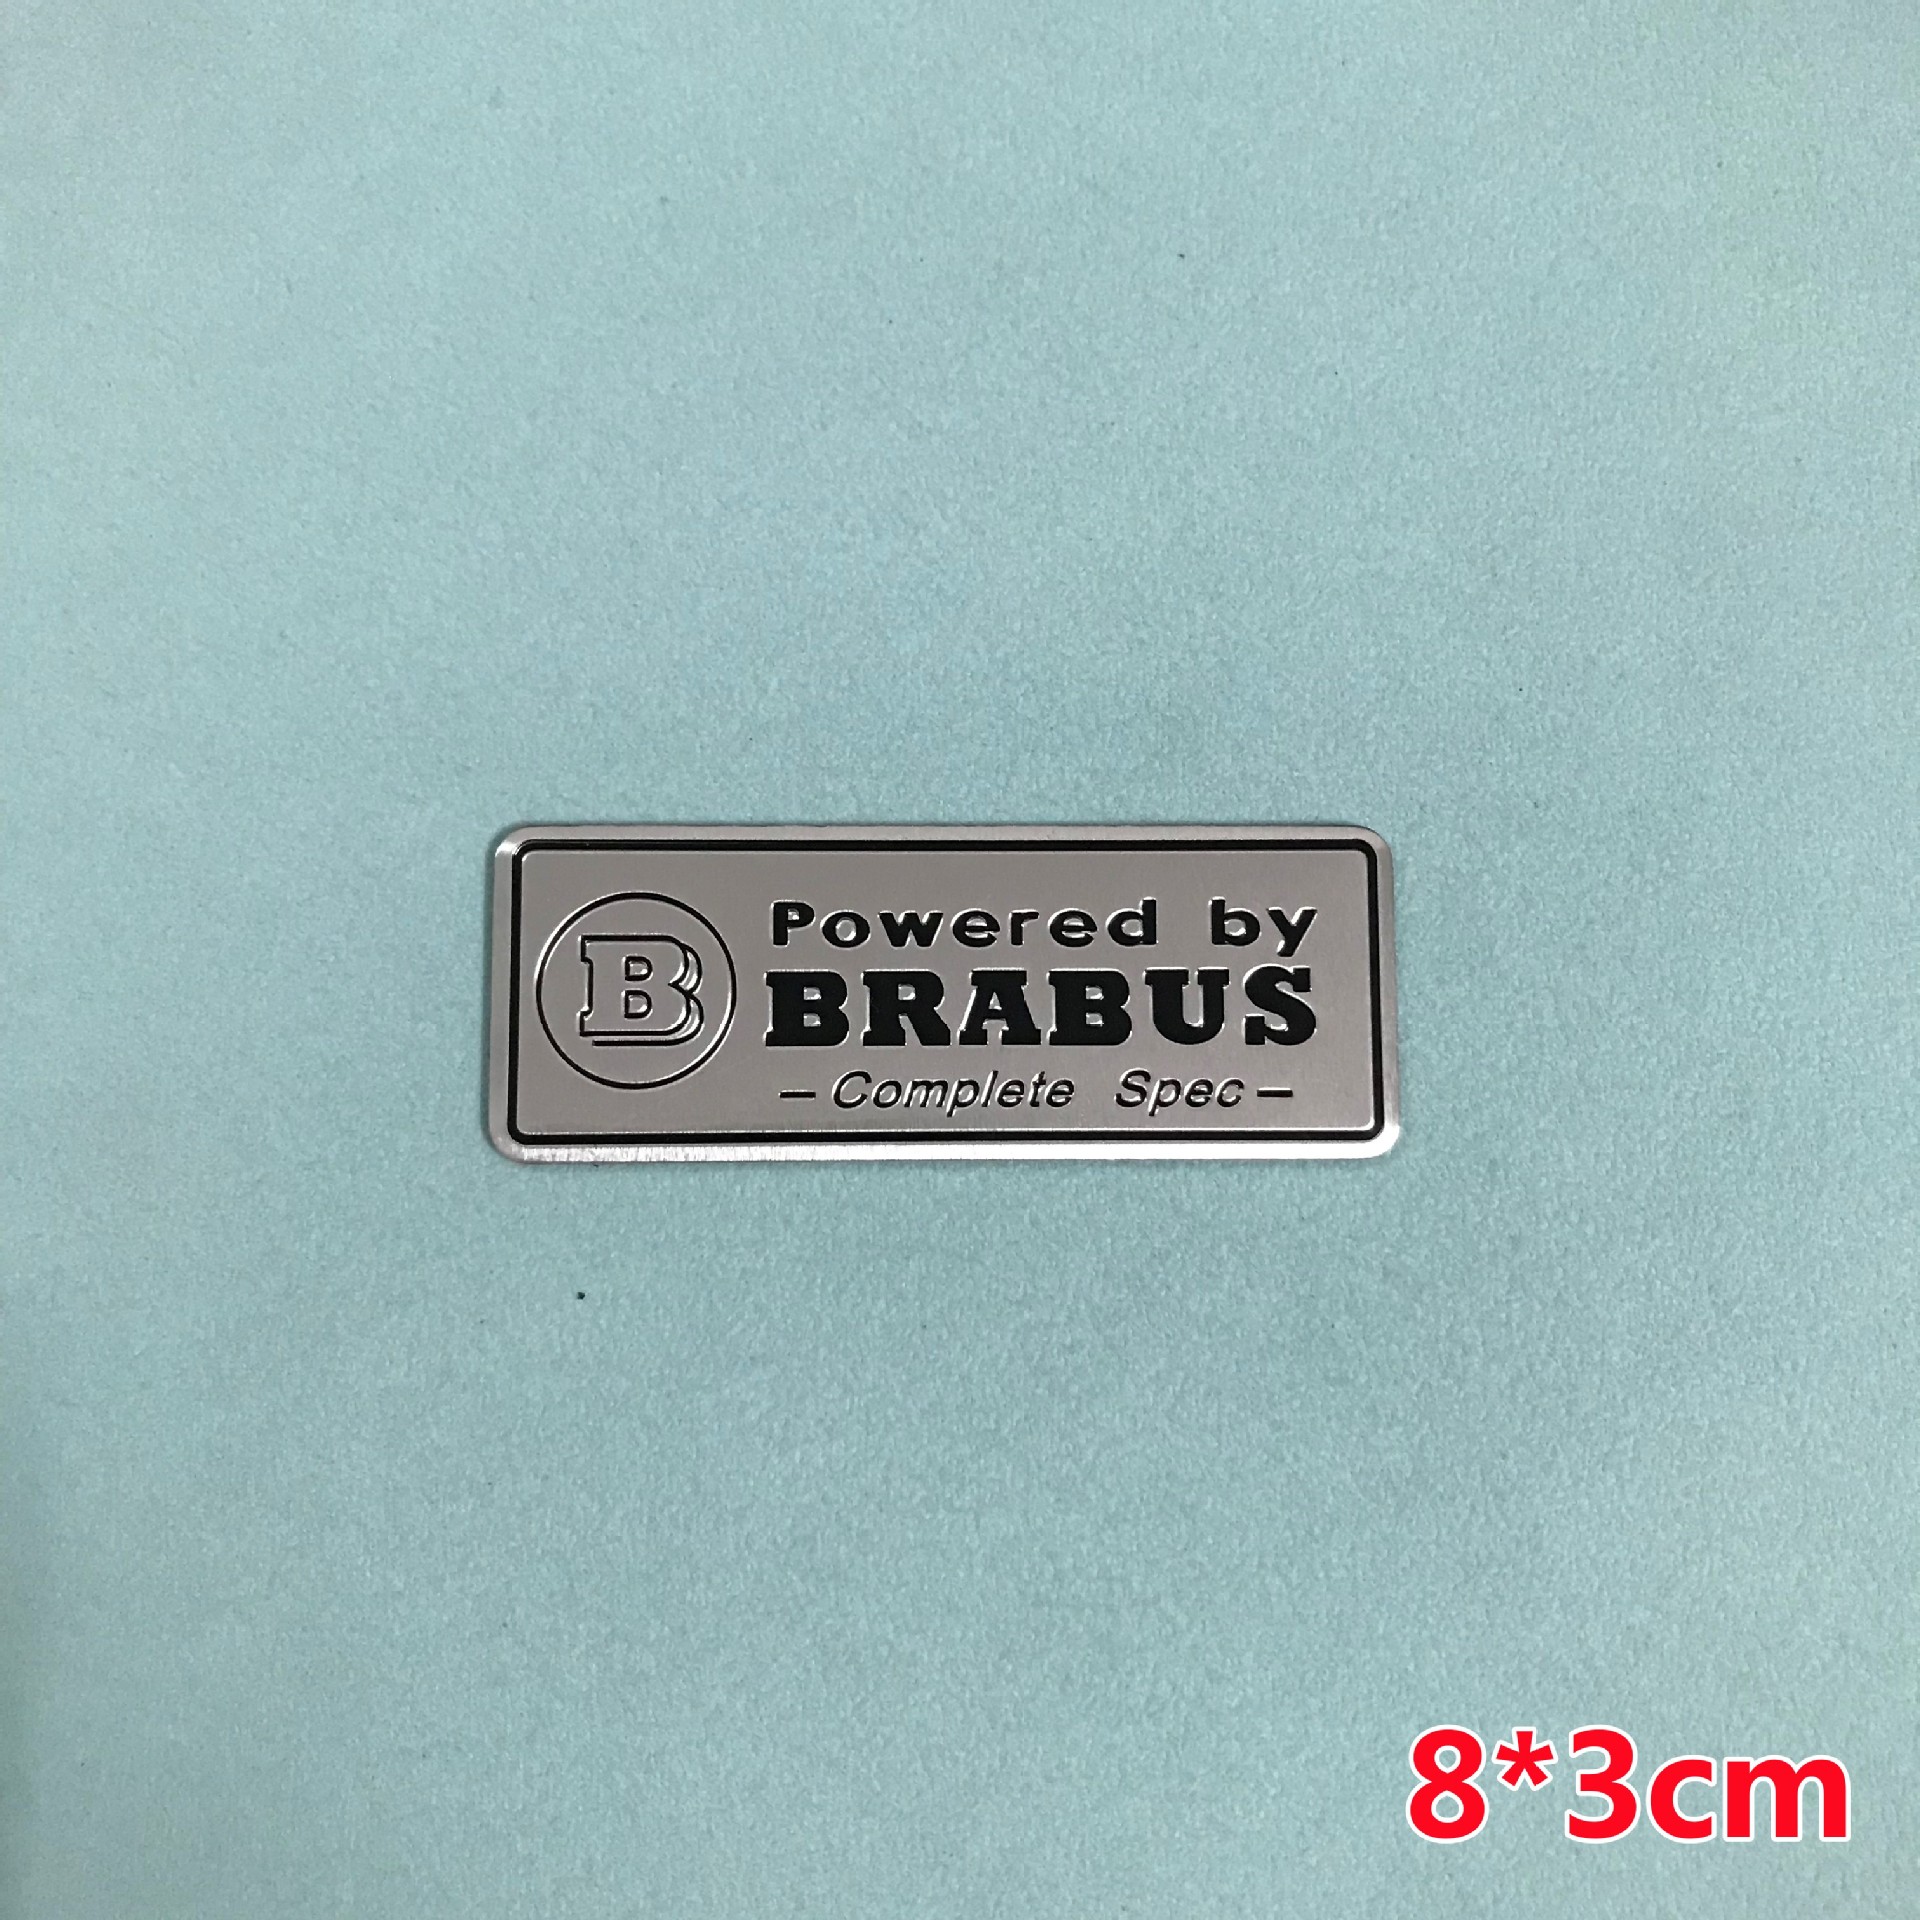 B
Powered by
BRABUS
– Complete Spec –
8*3cm